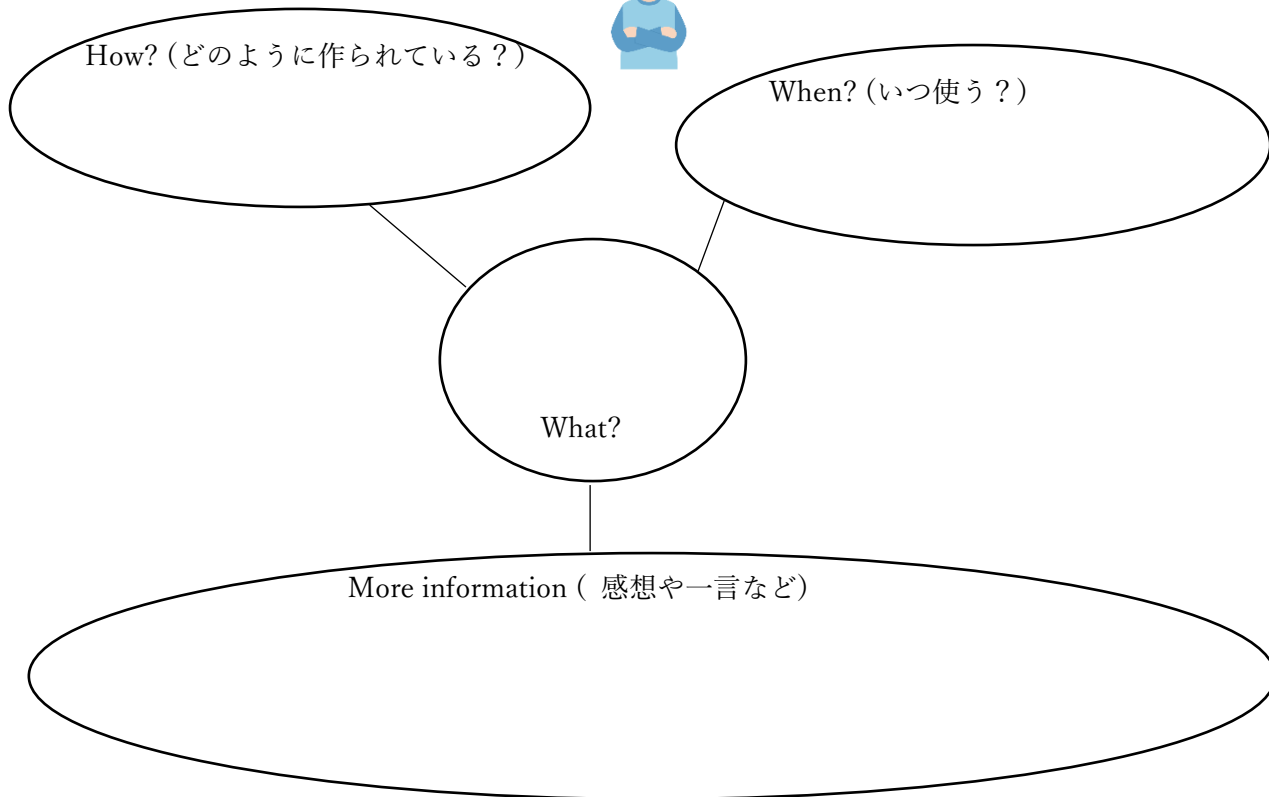 How? (どのように作られている？)
When? (いつ使う？)
What?
More information ( 感想や一言など)